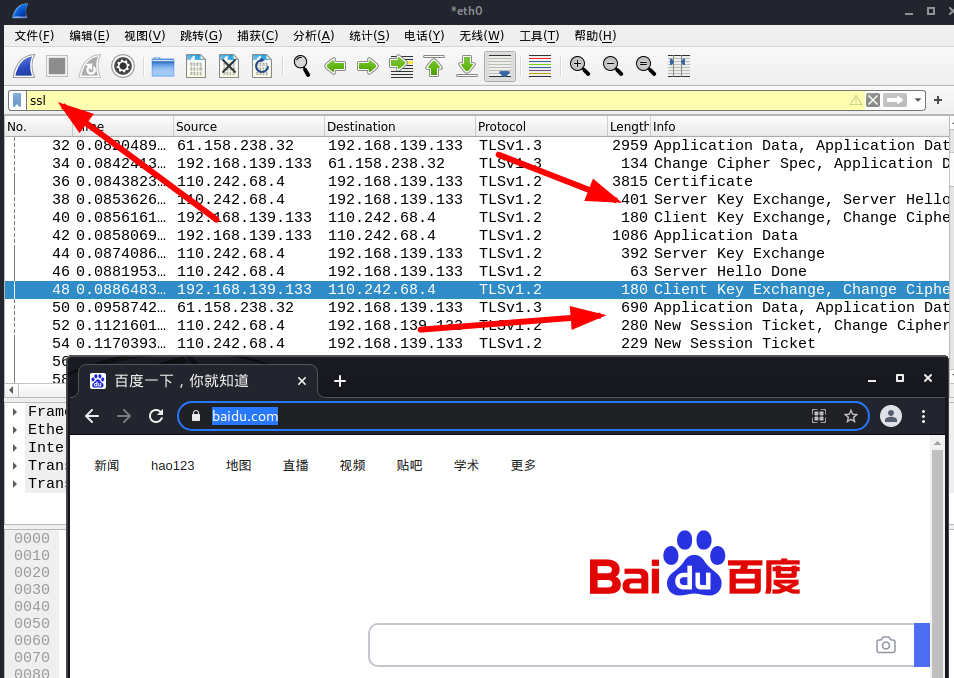 *eth0
文件(F) 编辑(E) 视图(V) 跳转(G) 捕获(C) 分析(A) 统计(S) 电话(Y) 无线(W) 工具(T) 帮助(H)
ssl
No. Source Destination Protocol Length Info
32 0.0820489… 61.158.238.32 192.168.139.133 TLSv1.3 2959 Application Data, Application Dat
34 192.168.139.133 61.158.238.32 TLSv1.3 134 Change Cipher Spec, Application D
36 0.0843823… 110.242.68.4 192.168.139.133 TLSv1.2 3815 Certificate
38 0.0853626… 110.242.68.4 192.168.139.133 TLSv1.2 401 Server Key Exchange, Server Hello
40 0.0856161… 192.168.139.133 110.242.68.4 TLSv1.2 180 Client Key Exchange, Change Ciphe
42 0.0858069… 192.168.139.133 110.242.68.4 TLSv1.2 1086 Application Data
44 0.0874086… 110.242.68.4 192.168.139.133 TLSv1.2 392 Server Key Exchange
46 0.0881953… 110.242.68.4 192.168.139.133 TLSv1.2 63 Server Hello Done
48 0.0886483… 192.168.139.133 110.242.68.4 TLSv1.2 180 Client Key Exchange, Change Ciphe
50 0.0958742… 61.158.238.32 192.168.139.133 TLSv1.3 690 Application Data, Application Dat
52 0.1121601… 110.242.68.4 192.168.139.133 TLSv1.2 280 New Session Ticket, Change Cipher
54 0.1170393… 110.242.68.4 192.168.139.133 TLSv1.2 229 New Session Ticket
56
58
百度一下，你就知道
baidu.com
Frame
Ethe
Inte
Trans
Trans
新闻 hao123 地图 直播 视频 贴吧 学术 更多
Bai du 百度
0000
0010
0020
0030
0040
0050
0060
0070
0080